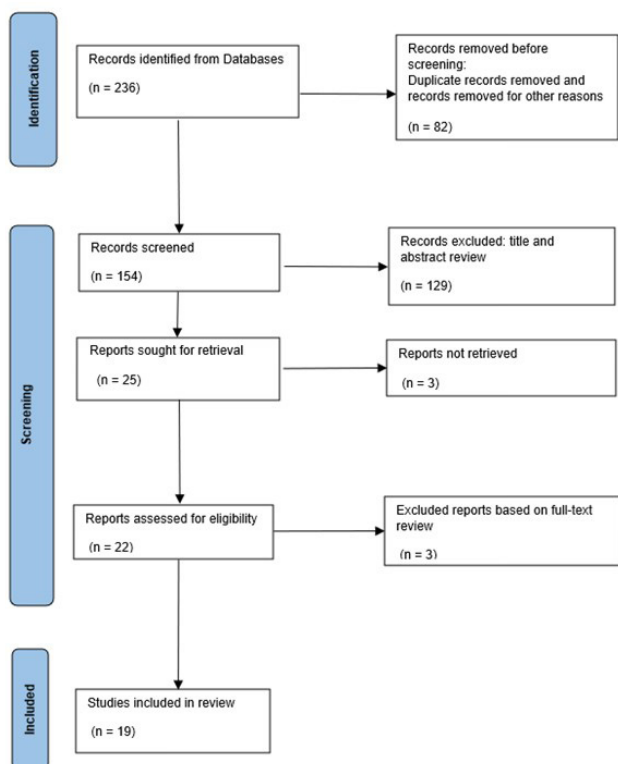 Identification
Records identified from Databases
(n = 236)
Records removed before
screening:
Duplicate records removed and
records removed for other reasons
(n = 82)
Screening
Records screened
(n = 154)
Records excluded: title and
abstract review
(n = 129)
Reports sought for retrieval
(n = 25)
Reports not retrieved
(n = 3)
Reports assessed for eligibility
(n = 22)
Excluded reports based on full-text
review
(n = 3)
Included
Studies included in review
(n = 19)